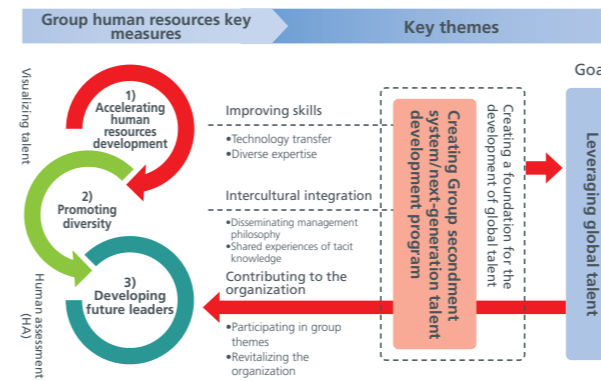 Group human resources key
measures
Key themes
Goa
Visualizing talent
1)
Accelerating
human
resources
development
2)
Promoting
diversity
Human assessment
(HA)
3)
Developing
future leaders
Improving skills
•Technology transfer
•Diverse expertise
Intercultural integration
•Disseminating management
philosophy
•Shared experiences of tacit
knowledge
Contributing to the
organization
•Participating in group
themes
•Revitalizing the
organization
Creating Group secondment
system/next-generation talent
development program
Creating a foundation for the
development of global talent
Leveraging global talent